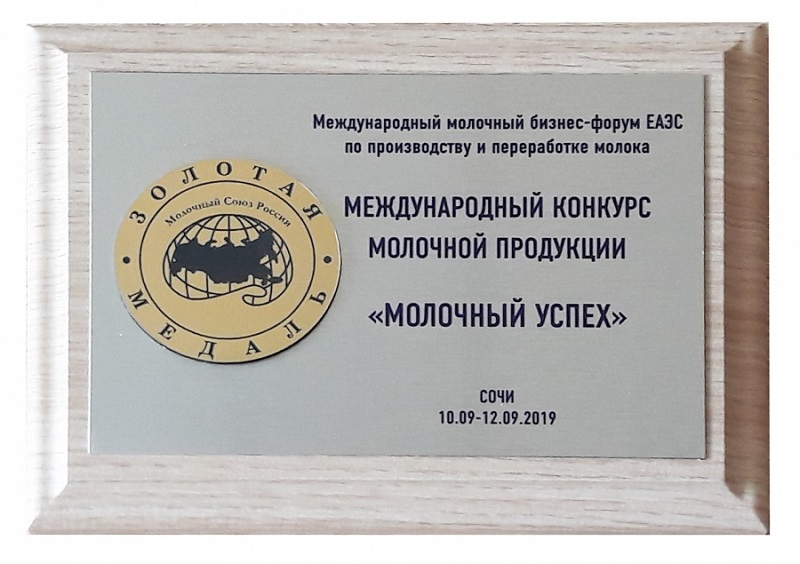 Международный молочный бизнес-форум ЕАЭС
по производству и переработке молока
ЗОЛОТАЯ
Молочный Союз России
МЕДАЛЬ
МЕЖДУНАРОДНЫЙ КОНКУРС
МОЛОЧНОЙ ПРОДУКЦИИ
«МОЛОЧНЫЙ УСПЕХ»
СОЧИ
10.09-12.09.2019